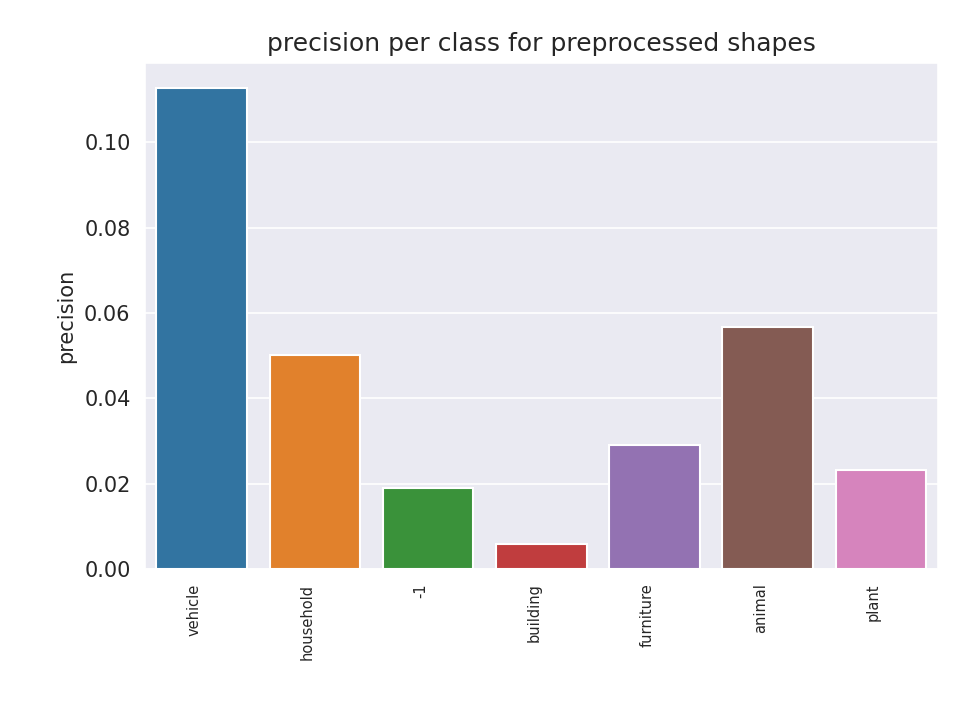 precision per class for preprocessed shapes
precision
0.10
0.08
0.06
0.04
0.02
0.00
vehicle
household
-1
building
furniture
animal
plant